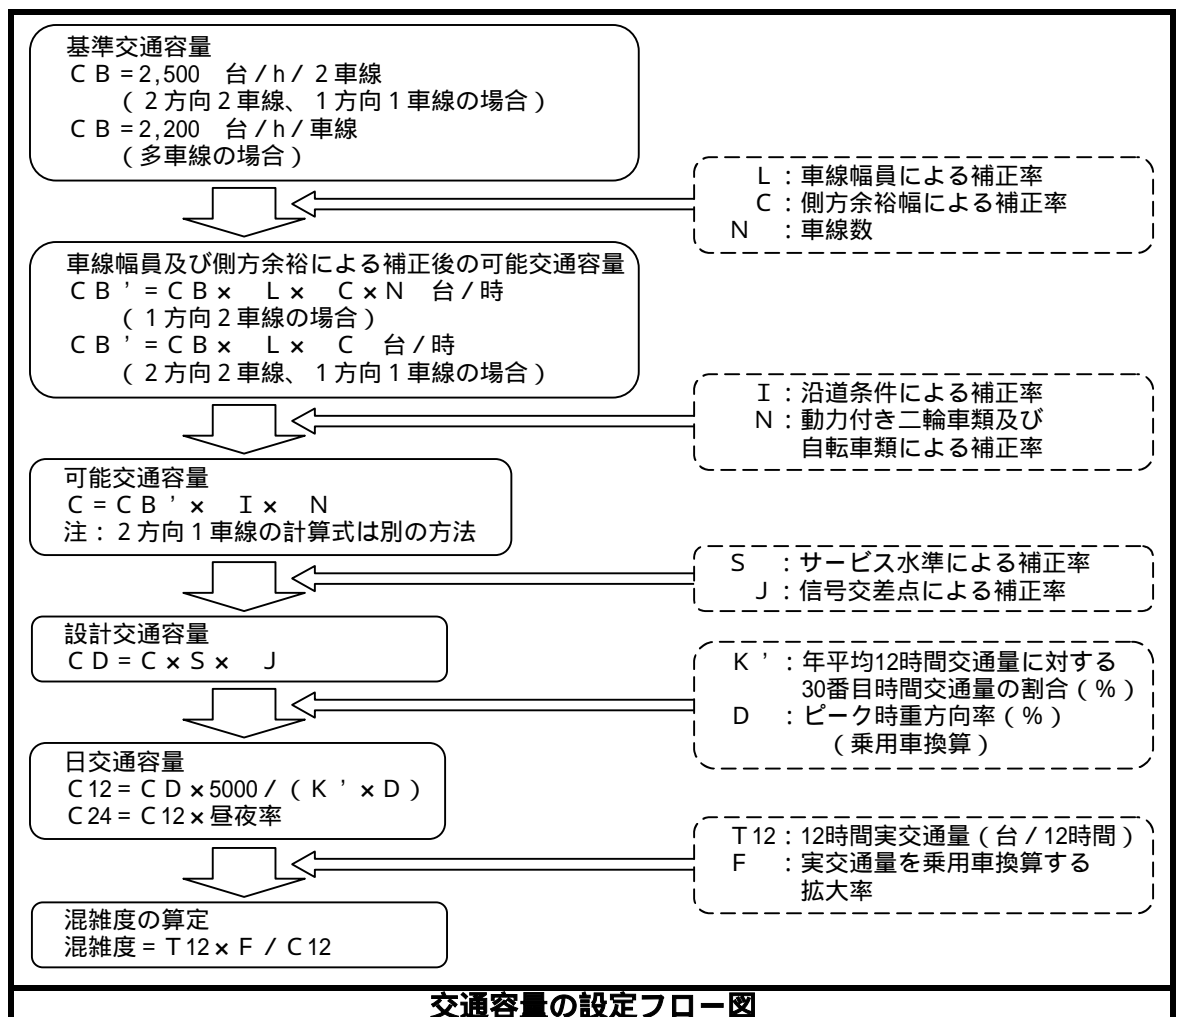 基準交通容量
ＣＢ=2,500　台／h／２車線
（２方向２車線、１方向１車線の場合）
ＣＢ=2,200　台／h／車線
（多車線の場合）
Ｌ：車線幅員による補正率
Ｃ：側方余裕幅による補正率
Ｎ　：車線数
車線幅員及び側方余裕による補正後の可能交通容量
ＣＢ’＝ＣＢ×　Ｌ×　Ｃ×Ｎ　台／時
（１方向２車線の場合）
ＣＢ’＝ＣＢ×　Ｌ×　Ｃ　台／時
（２方向２車線、１方向１車線の場合）
Ｉ：沿道条件による補正率
Ｎ：動力付き二輪車類及び
自転車類による補正率
可能交通容量
Ｃ＝ＣＢ’×　Ｉ×　Ｎ
注：２方向１車線の計算式は別の方法
Ｓ　：サービス水準による補正率
Ｊ：信号交差点による補正率
設計交通容量
ＣＤ＝Ｃ×Ｓ×　Ｊ
Ｋ’：年平均12時間交通量に対する
30番目時間交通量の割合（％）
Ｄ　：ピーク時重方向率（％）
（乗用車換算）
日交通容量
Ｃ12＝ＣＤ×5000／（Ｋ’×Ｄ）
Ｃ24＝Ｃ12×昼夜率
Ｔ12：12時間実交通量（台／12時間）
Ｆ　：実交通量を乗用車換算する
拡大率
混雑度の算定
混雑度＝Ｔ12×Ｆ／Ｃ12
交通容量の設定フロー図